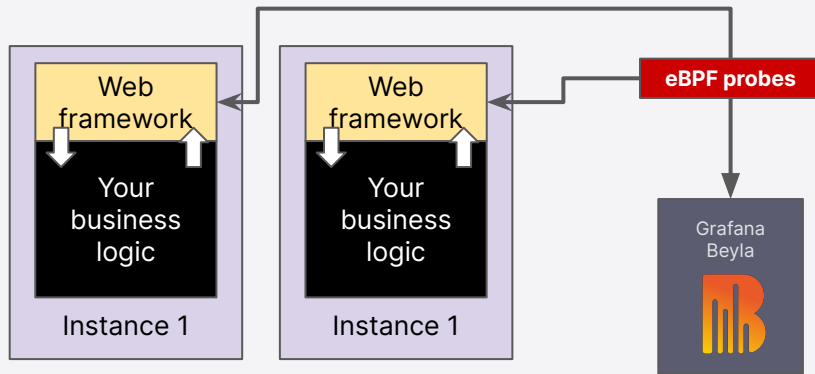 Web
framework
Your
business
logic
Instance 1
Web
framework
Your
business
logic
Instance 1
eBPF probes
Grafana
Beyla